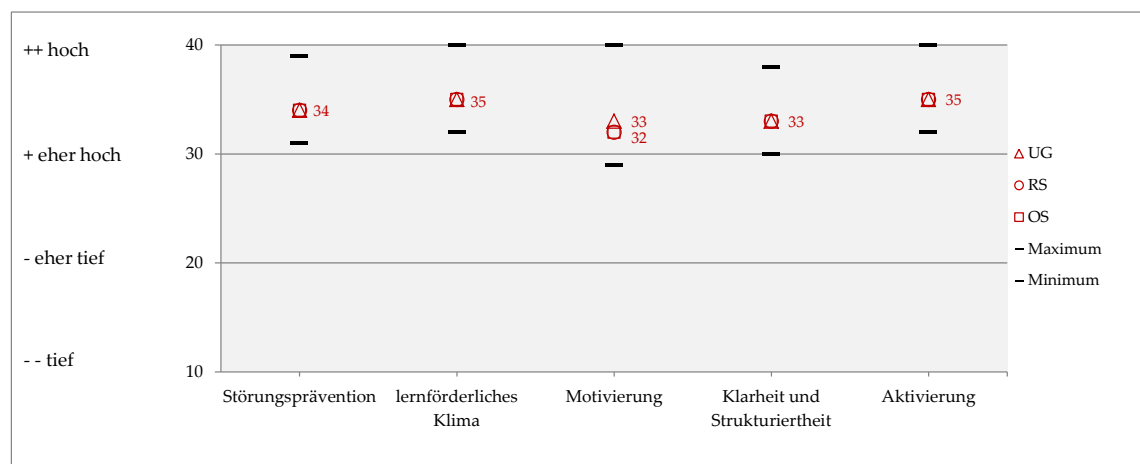 ++ hoch
+ eher hoch
- eher tief
- - tief
40
30
20
10
34
35
33
32
33
35
Störungsprävention
lernförderliches
Klima
Motivierung
Klarheit und
Strukturiertheit
Aktivierung
UG
RS
OS
Maximum
Minimum